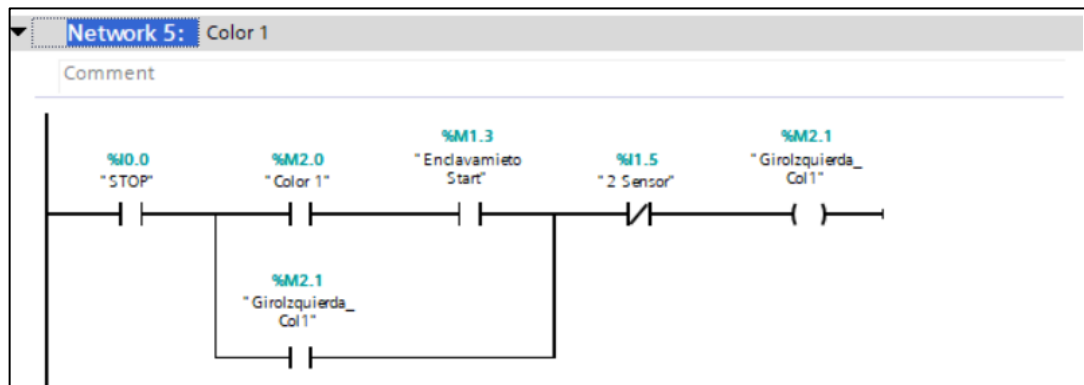 Network 5: Color 1
Comment
%I0.0
"STOP"
%M2.0
"Color 1"
%M1.3
"Enclavamieto
Start"
%I1.5
"2 Sensor"
%M2.1
"GiroIzquierda_
Col1"
%M2.1
"GiroIzquierda_
Col1"